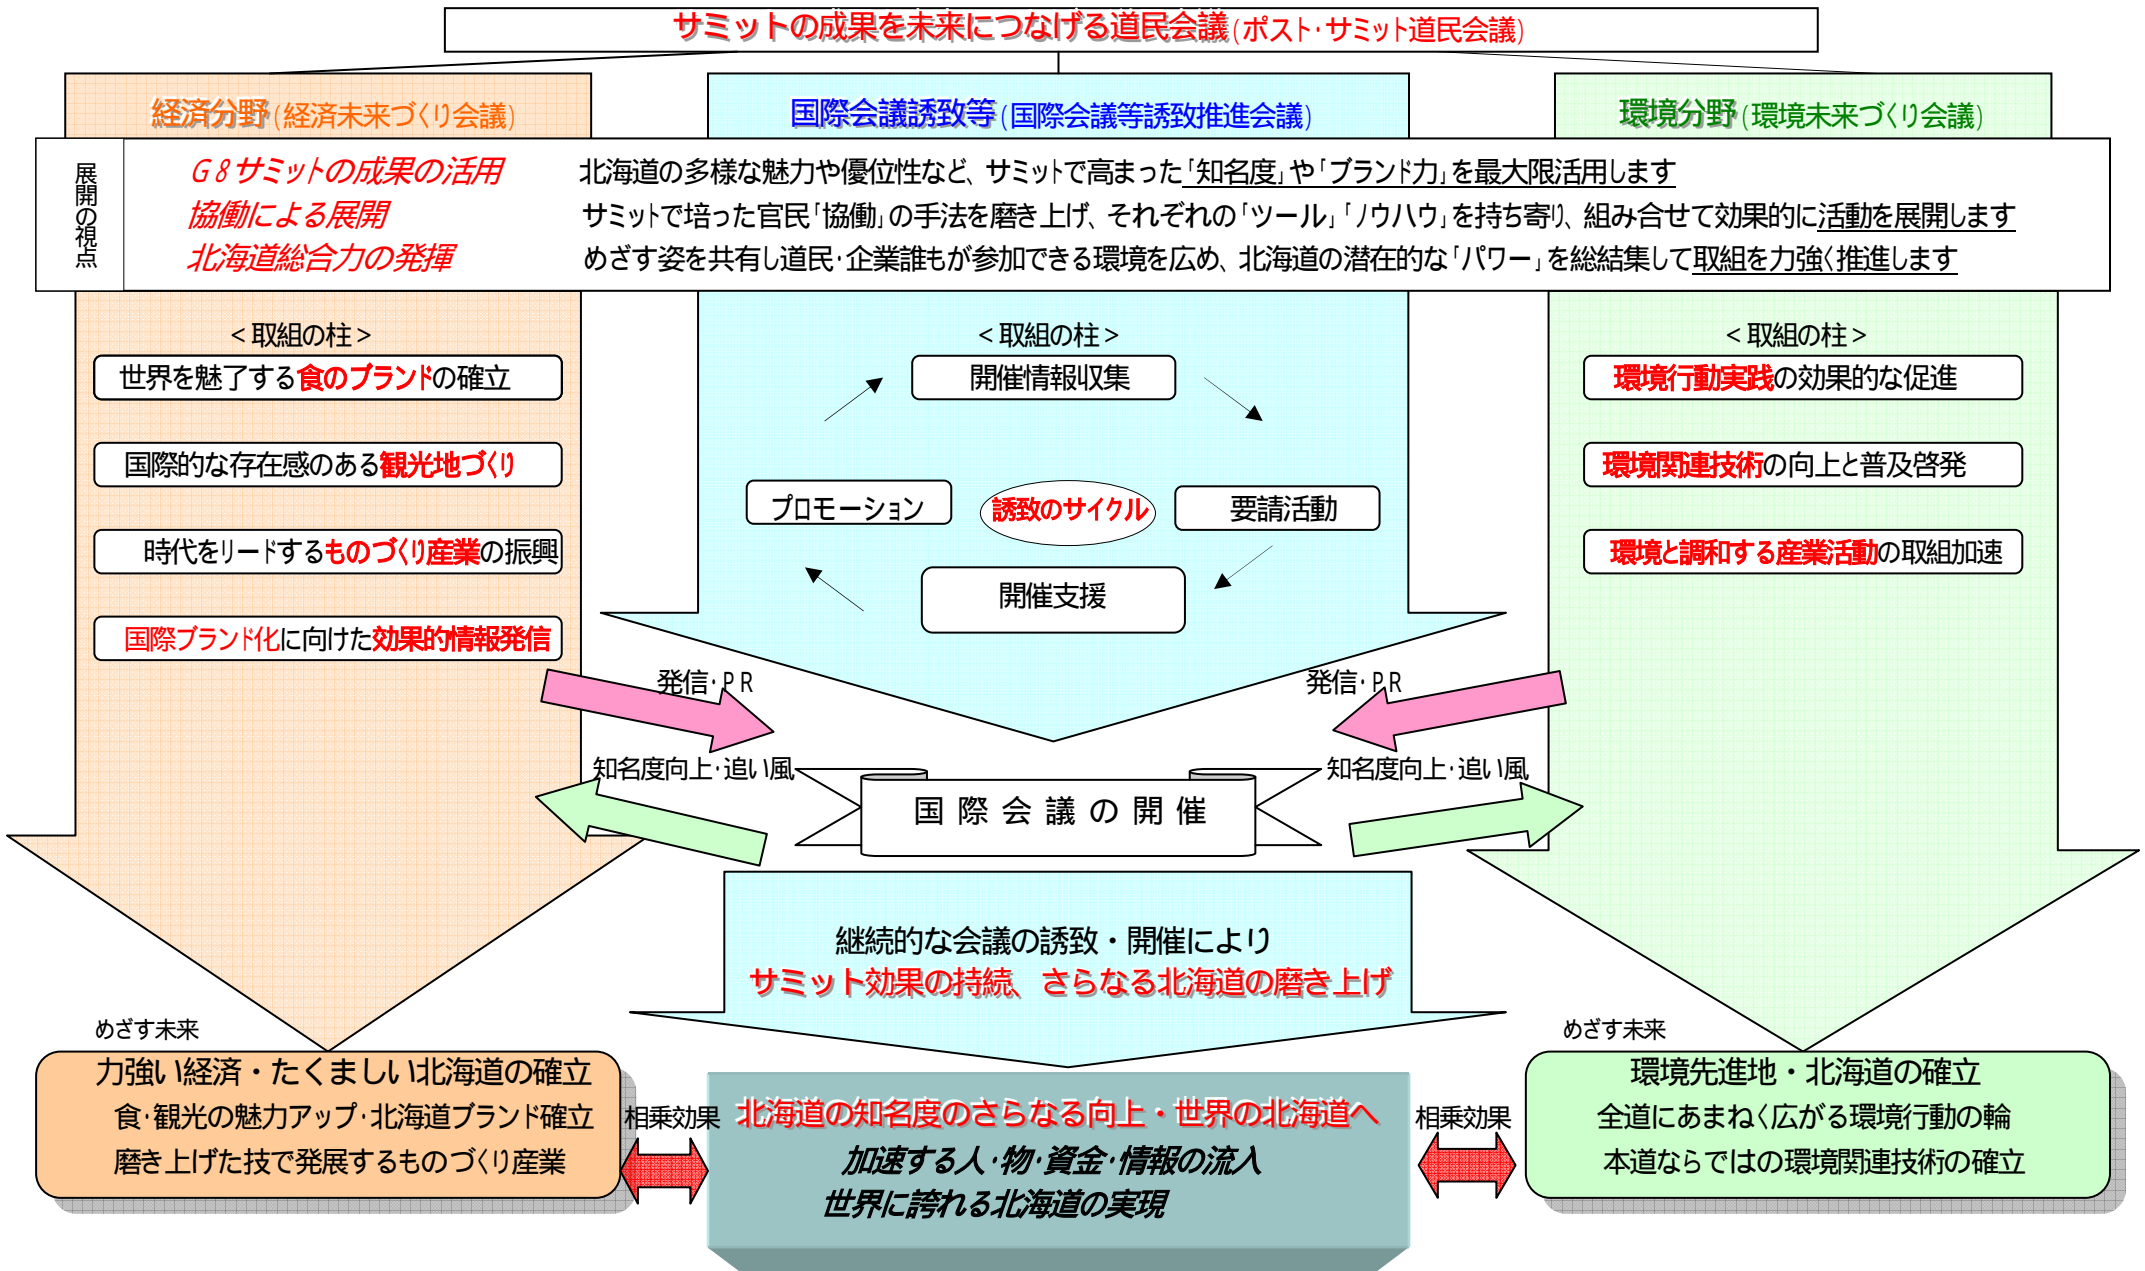 サミットの成果を未来につなげる道民会議(ポスト・サミット道民会議)
経済分野(経済未来づくり会議)
国際会議誘致等(国際会議等誘致推進会議)
環境分野(環境未来づくり会議)
展開の視点
G8サミットの成果の活用
北海道の多様な魅力や優位性など、サミットで高まった「知名度」や「ブランド力」を最大限活用します
協働による展開
サミットで培った官民「協働」の手法を磨き上げ、それぞれの「ツール」「ノウハウ」を持ち寄り、組み合せて効果的に活動を展開します
北海道総合力の発揮
めざす姿を共有し道民・企業誰もが参加できる環境を広め、北海道の潜在的な「パワー」を総結集して取組を力強く推進します
<取組の柱>
世界を魅了する食のブランドの確立
国際的な存在感のある観光地づくり
時代をリードするものづくり産業の振興
国際ブランド化に向けた効果的情報発信
<取組の柱>
開催情報収集
プロモーション
誘致のサイクル
要請活動
開催支援
<取組の柱>
環境行動実践の効果的な促進
環境関連技術の向上と普及啓発
環境と調和する産業活動の取組加速
発信・PR
発信・PR
知名度向上・追い風
知名度向上・追い風
国際会議の開催
継続的な会議の誘致・開催により
サミット効果の持続、さらなる北海道の磨き上げ
めざす未来
力強い経済・たくましい北海道の確立
食・観光の魅力アップ・北海道ブランド確立
磨き上げた技で発展するものづくり産業
相乗効果
北海道の知名度のさらなる向上・世界の北海道へ
加速する人・物・資金・情報の流入
世界に誇れる北海道の実現
相乗効果
めざす未来
環境先進地・北海道の確立
全道にあまねく広がる環境行動の輪
本道ならではの環境関連技術の確立